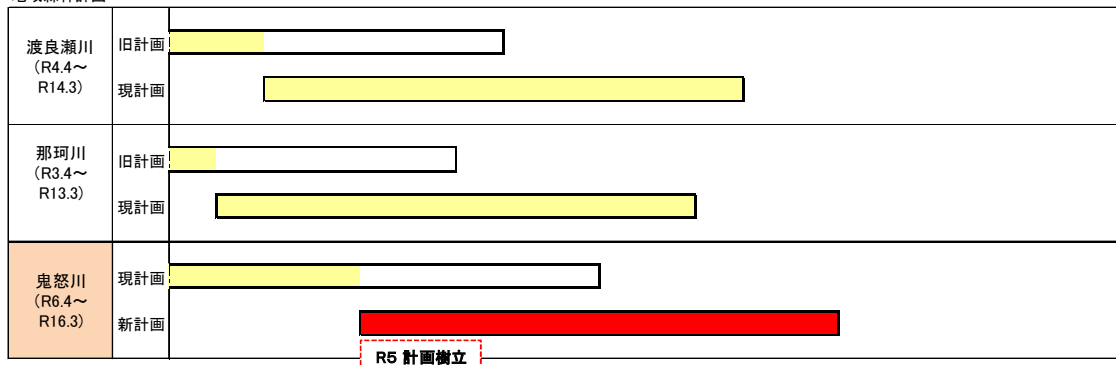 渡良瀬川
（R4.4～
R14.3）
旧計画
現計画
那珂川
（R3.4～
R13.3）
旧計画
現計画
鬼怒川
（R6.4～
R16.3）
現計画
新計画
R5 計画樹立